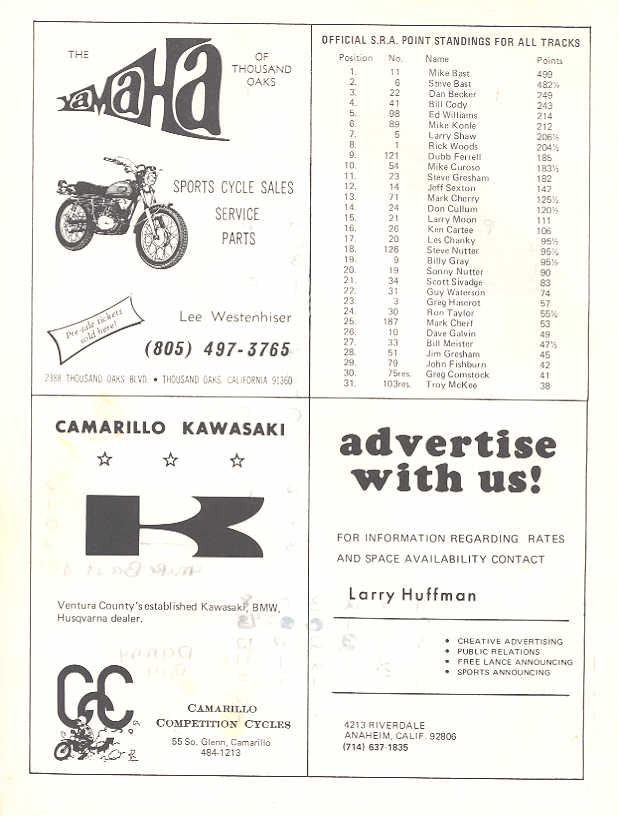 THE
YAMAHA
OF
THOUSAND
OAKS
SPORTS CYCLE SALES
SERVICE
PARTS
Pre-sale tickets
sold here!
Lee Westenhiser
(805) 497-3765
2388 THOUSAND OAKS BLVD. • THOUSAND OAKS, CALIFORNIA 91360
OFFICIAL S.R.A. POINT STANDINGS FOR ALL TRACKS
Position No. Name Points
1. 11 Mike Bast 499
2. 6 Steve Bast 482½
3. 22 Dan Becker 249
4. 41 Bill Cody 243
5. 98 Ed Williams 214
6. 89 Mike Konle 212
7. 5 Larry Shaw 206½
8. 1 Rick Woods 204½
9. 121 Dubb Ferrell 185
10. 54 Mike Curoso 183½
11. 23 Steve Gresham 182
12. 14 Jeff Sexton 147
13. 71 Mark Cherry 125½
14. 24 Don Cullum 120½
15. 21 Larry Moon 111
16. 26 Ken Cartee 106
17. 20 Les Chanky 95½
18. 126 Steve Nutter 95½
19. 9 Billy Gray 95½
20. 19 Sonny Nutter 90
21. 34 Scott Sivadge 83
22. 31 Guy Waterson 74
23. 3 Greg Haserot 57
24. 30 Ron Taylor 55½
25. 187 Mark Cherf 53
26. 10 Dave Galvin 49
27. 33 Bill Meister 47½
28. 51 Jim Gresham 45
29. 79 John Fishburn 42
30. 75res. Greg Comstock 41
31. 103res. Troy McKee 38
CAMARILLO KAWASAKI
K
Ventura County's established Kawasaki, BMW,
Husqvarna dealer.
CCC
CAMARILLO
COMPETITION CYCLES
55 So. Glenn, Camarillo
484-1213
advertise
with us!
FOR INFORMATION REGARDING RATES
AND SPACE AVAILABILITY CONTACT
Larry Huffman
• CREATIVE ADVERTISING
• PUBLIC RELATIONS
• FREE LANCE ANNOUNCING
• SPORTS ANNOUNCING
4213 RIVERDALE
ANAHEIM, CALIF. 92806
(714) 637-1835